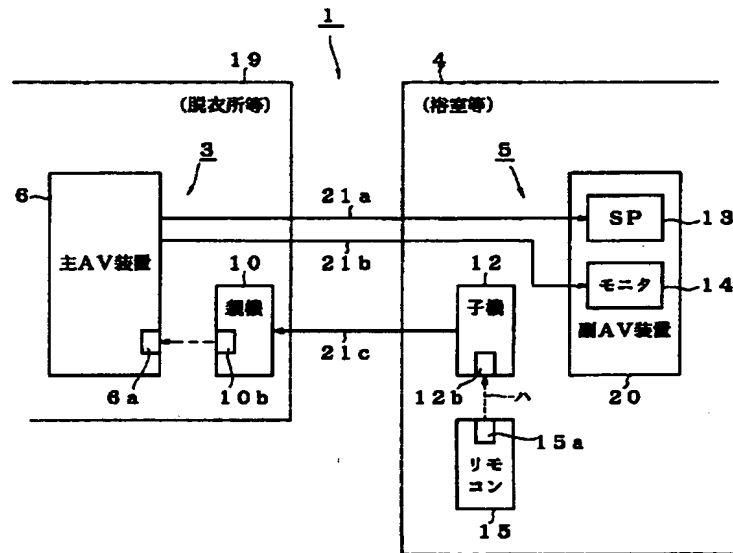 1
19
4
(脱衣所等)
(浴室等)
3
5
6
21a
SP
13
主AV装置
21b
10
12
モニタ
14
親機
子機
副AV装置
21c
6a
10b
12b
ハ
20
15a
リモ
コン
15